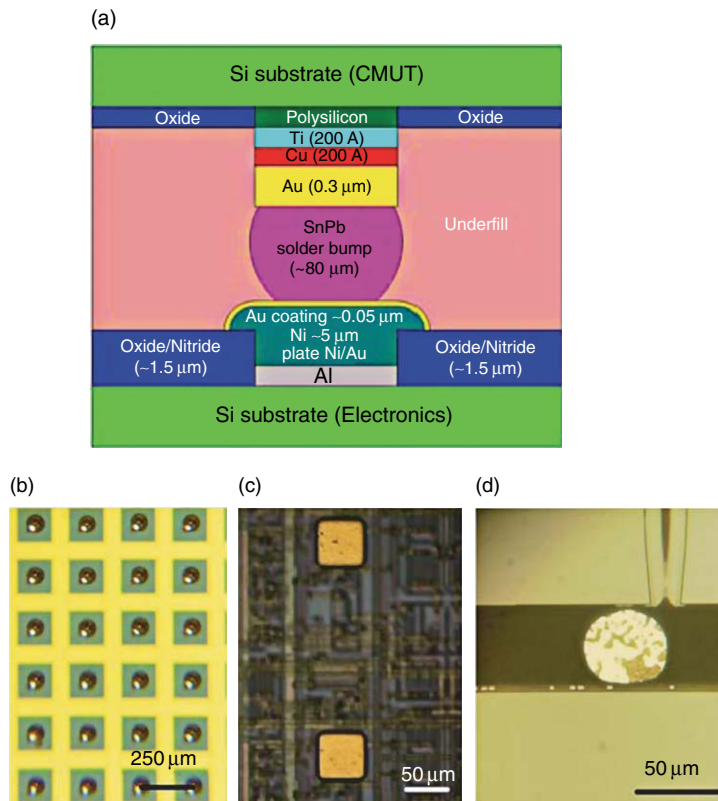 (a)
Si substrate (CMUT)
Oxide
Polysilicon
Oxide
Ti (200 A)
Cu (200 A)
Au (0.3 μm)
SnPb
solder bump
(~80 μm)
Underfill
Au coating ~0.05 μm
Ni ~5 μm
plate Ni/Au
Oxide/Nitride
(~1.5 μm)
Oxide/Nitride
(~1.5 μm)
Al
Si substrate (Electronics)
(b)
(c)
(d)
250 μm
50 μm
50 μm